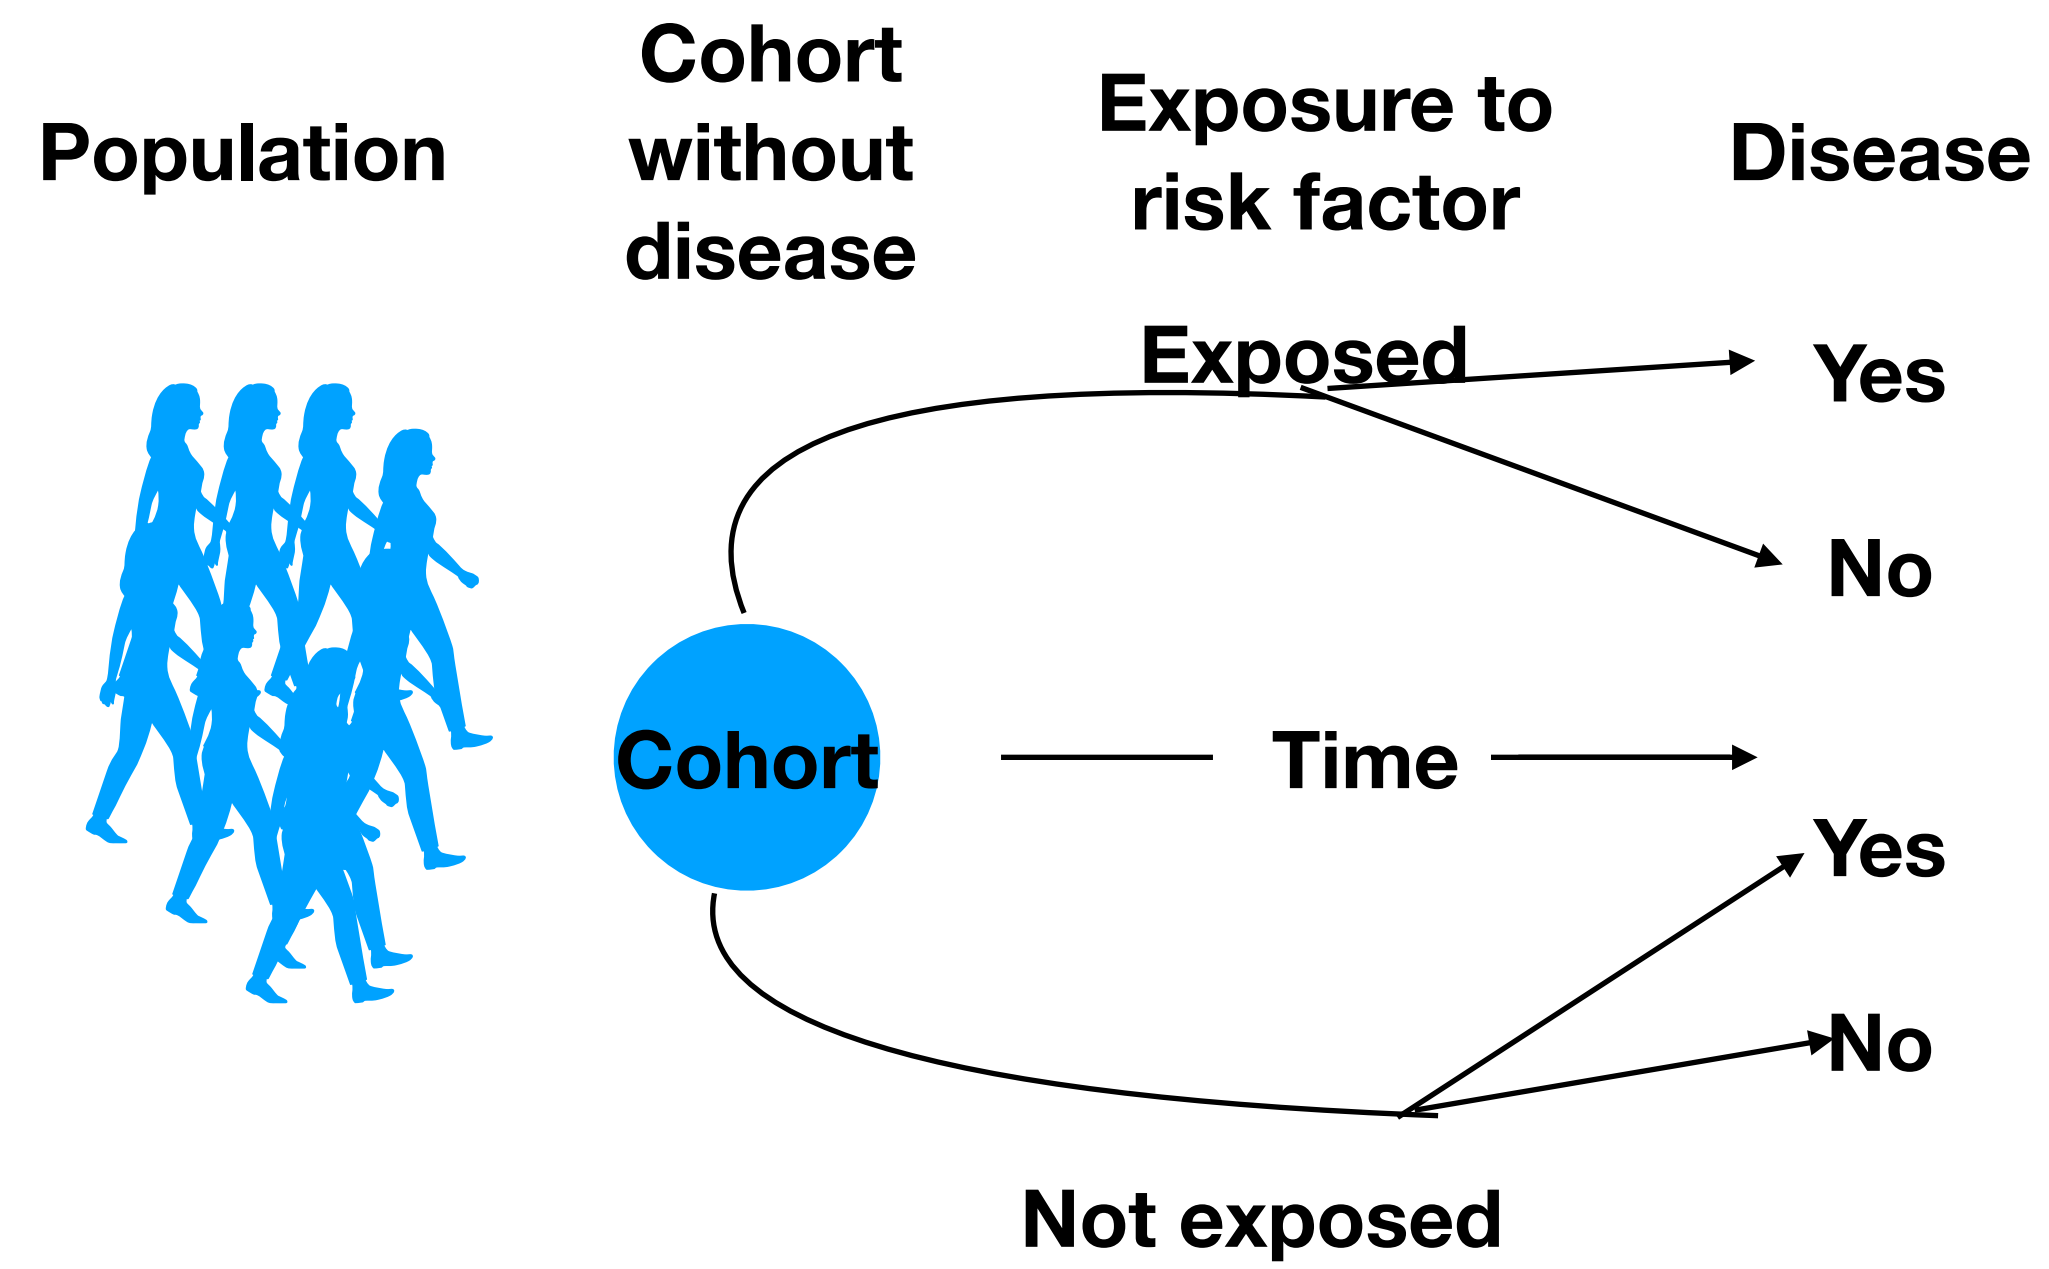 Population
Cohort
without
disease
Exposure to
risk factor
Disease
Exposed
Yes
No
Cohort
Time
Yes
No
Not exposed